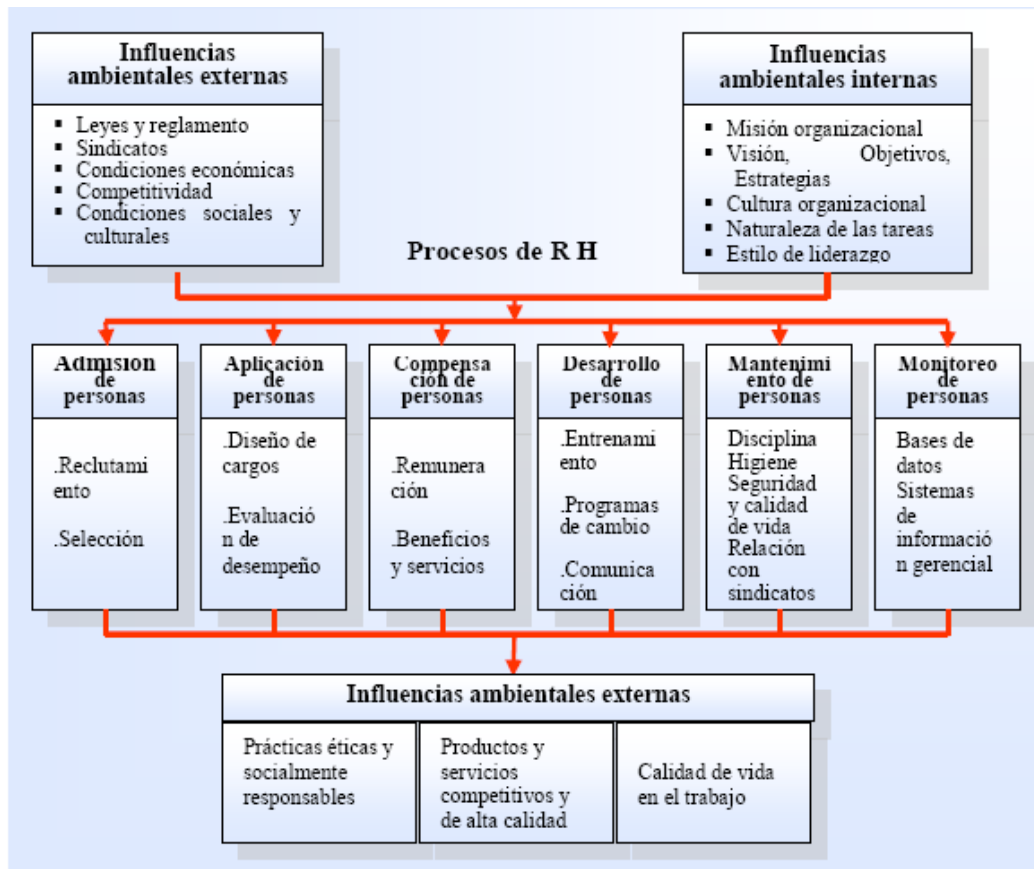 Influencias
ambientales externas
▪ Leyes y reglamento
▪ Sindicatos
▪ Condiciones económicas
▪ Competitividad
▪ Condiciones sociales y
culturales
Influencias
ambientales internas
▪ Misión organizacional
▪ Visión, Objetivos,
Estrategias
▪ Cultura organizacional
▪ Naturaleza de las tareas
▪ Estilo de liderazgo
Procesos de R H
Admisión
de
personas
.Reclutami
ento
.Selección
Aplicación
de
personas
.Diseño de
cargos
.Evaluació
n de
desempeño
Compensa
ción de
personas
.Remunera
ción
.Beneficios
y servicios
Desarrollo
de
personas
.Entrenami
ento
.Programas
de cambio
.Comunica
ción
Mantenimi
ento de
personas
Disciplina
Higiene
Seguridad
y calidad
de vida
Relación
con
sindicatos
Monitoreo
de
personas
Bases de
datos
Sistemas
de
informació
n gerencial
Influencias ambientales externas
Prácticas éticas y
socialmente
responsables
Productos y
servicios
competitivos y
de alta calidad
Calidad de vida
en el trabajo